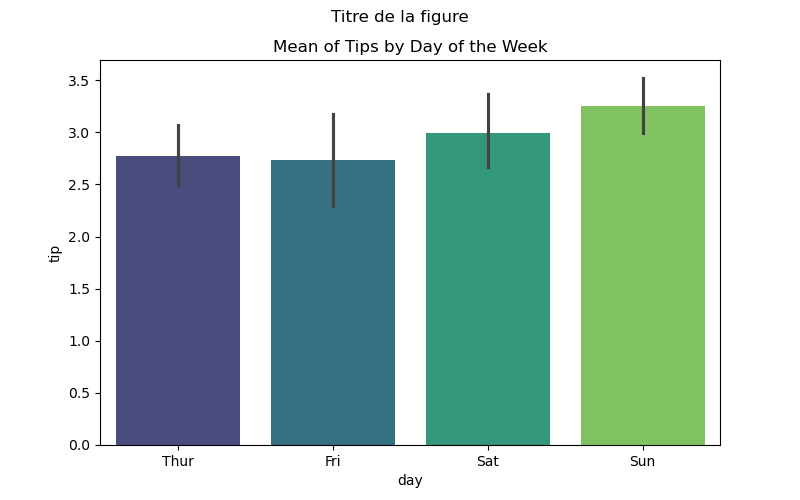 Titre de la figure
Mean of Tips by Day of the Week
3.5
3.0
2.5
2.0
1.5
1.0
0.5
0.0
tip
Thur Fri Sat Sun
day